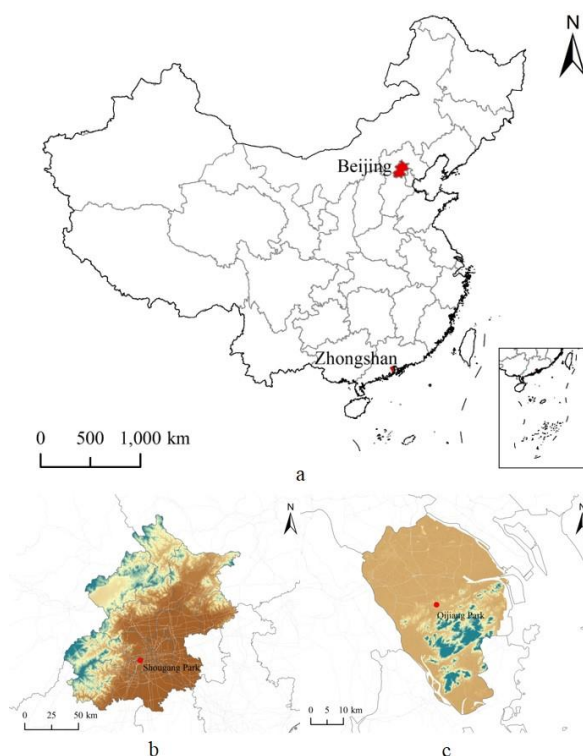 N
Beijing
Zhongshan
0 500 1,000 km
a
N
Shougang Park
0 25 50 km
b
N
Qijiang Park
0 5 10 km
c